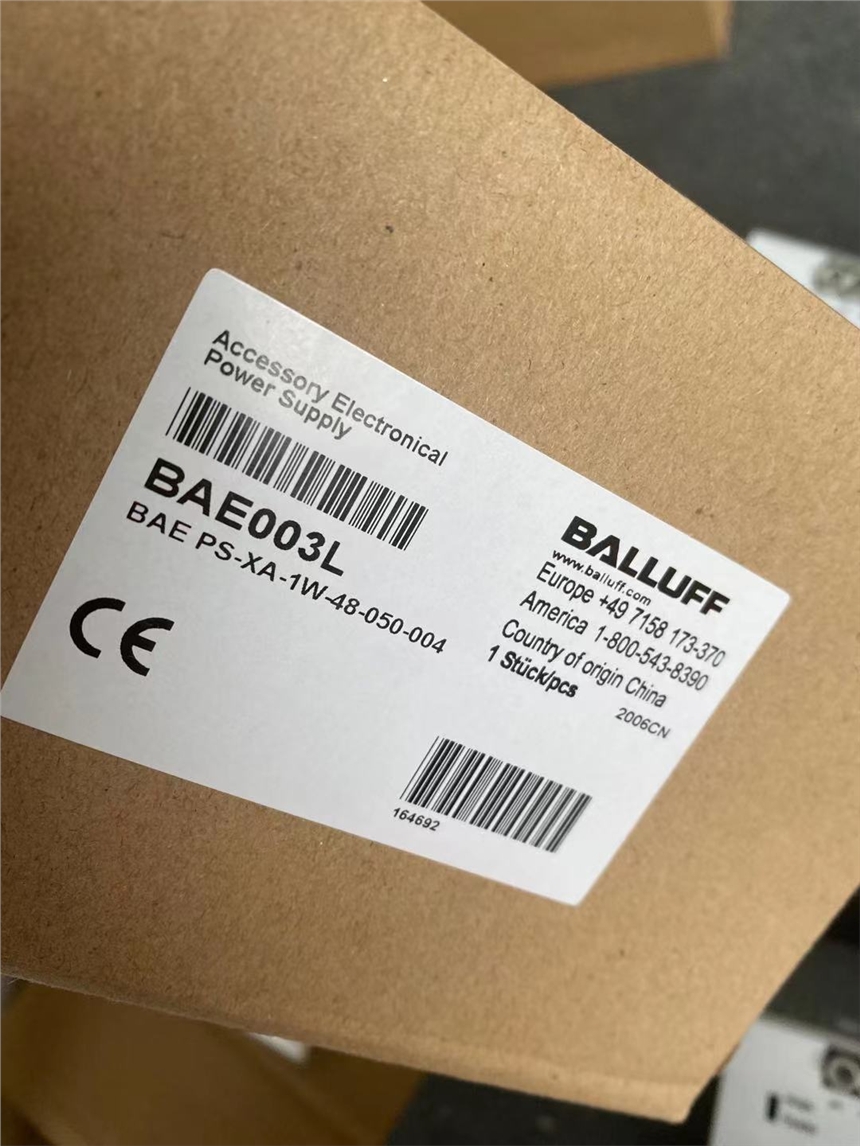 Accessory Electronical
Power Supply
BAE003L
BAE PS-XA-1W-48-050-004
CE
BALLUFF
www.balluff.com
Europe +49 7158 173-370
America 1-800-543-8390
Country of origin China
1 Stück/pcs
2006CN
164692